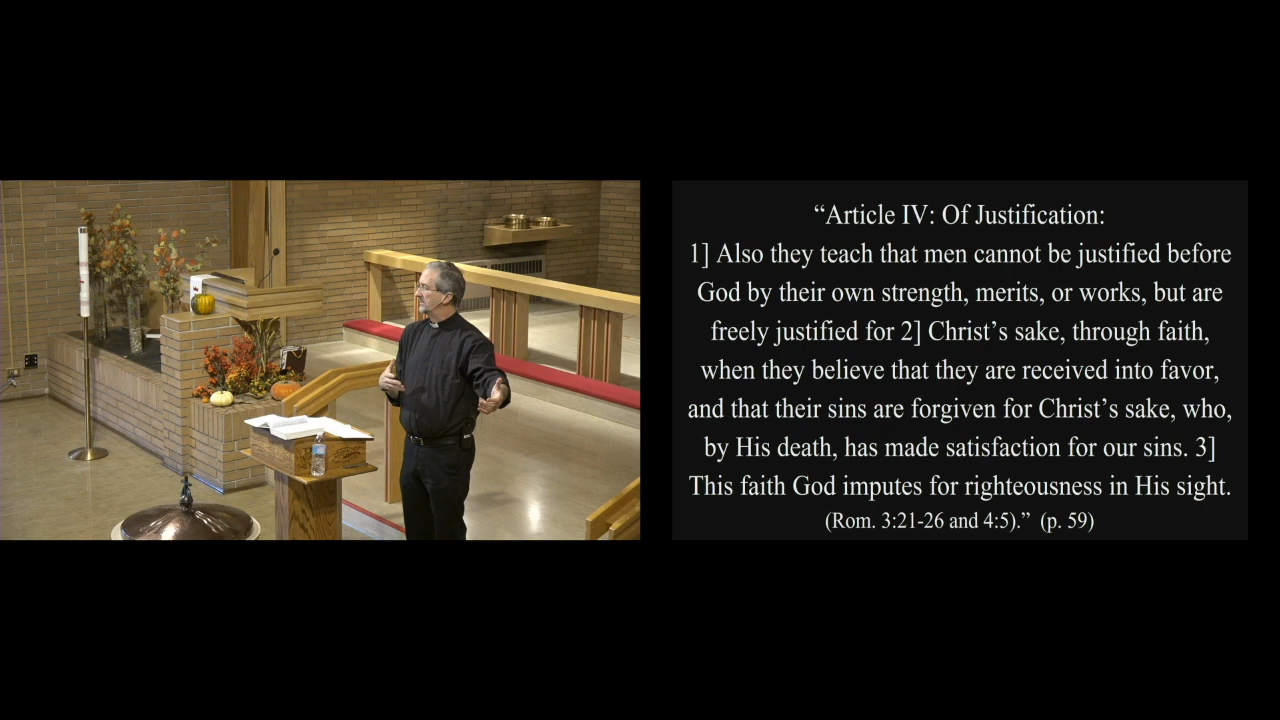 “Article IV: Of Justification:
1] Also they teach that men cannot be justified before
God by their own strength, merits, or works, but are
freely justified for 2] Christ’s sake, through faith,
when they believe that they are received into favor,
and that their sins are forgiven for Christ’s sake, who,
by His death, has made satisfaction for our sins. 3]
This faith God imputes for righteousness in His sight.
(Rom. 3:21-26 and 4:5).” (p. 59)